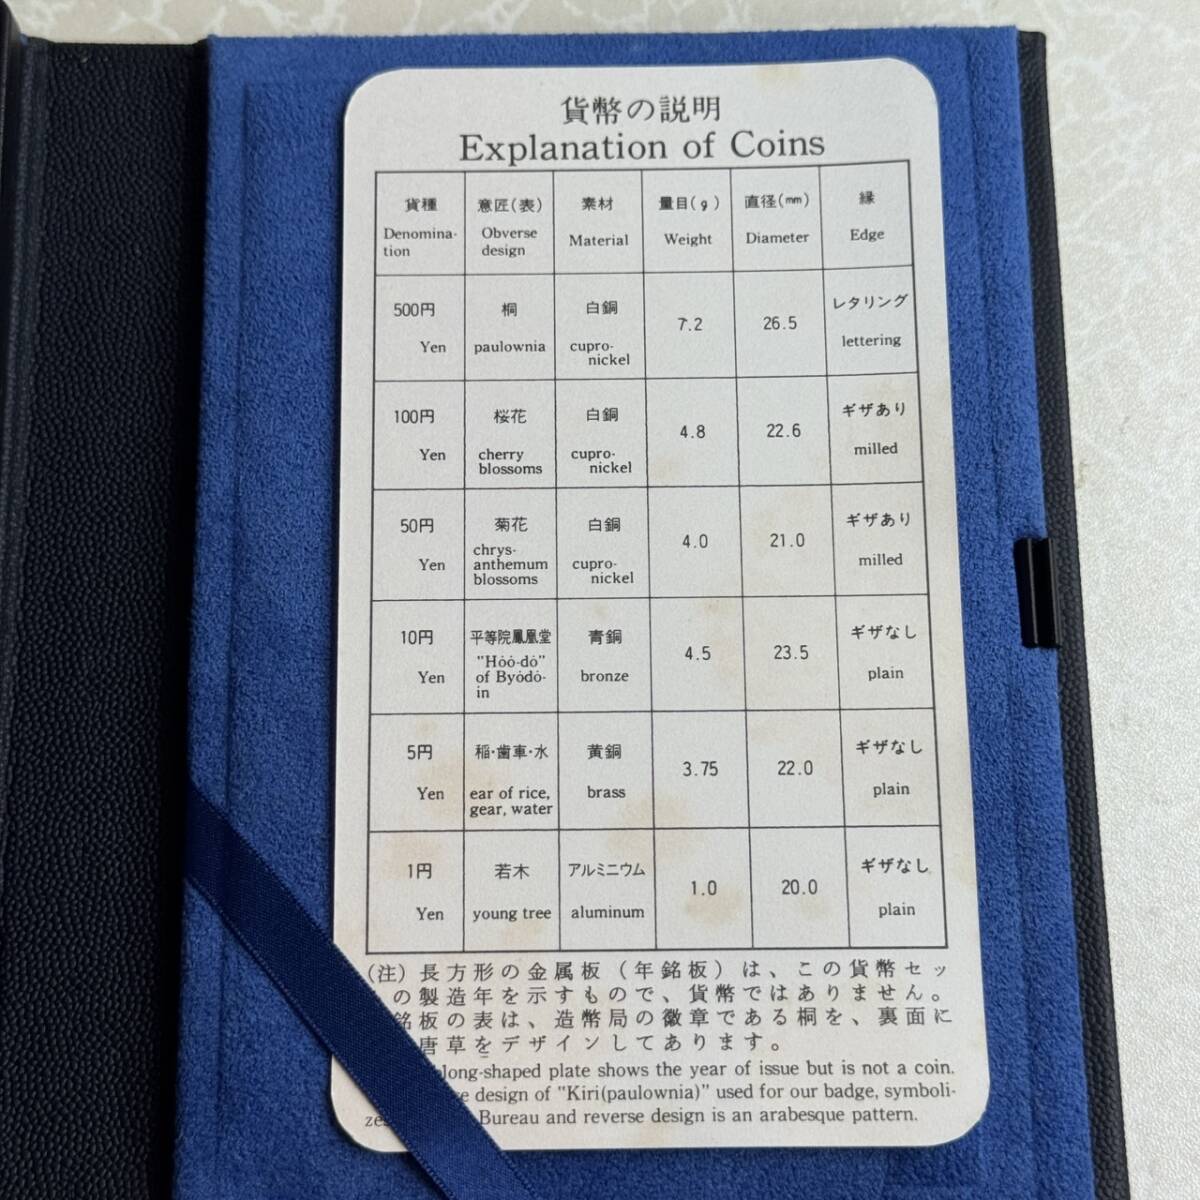 貨幣の説明
Explanation of Coins
貨種 意匠(表) 素材 量目(g) 直径(mm) 縁
Denomina-
tion
Obverse
design
Material Weight Diameter Edge
500円 桐 白銅 7.2 26.5 レタリング
Yen paulownia cupro-
nickel
lettering
100円 桜花 白銅 4.8 22.6 ギザあり
Yen cherry
blossoms
cupro-
nickel
milled
50円 菊花 白銅 4.0 21.0 ギザあり
Yen chrys-
anthemum
blossoms
cupro-
nickel
milled
10円 平等院鳳凰堂 青銅 4.5 23.5 ギザなし
Yen "Hóó-dó"
of Byódó-
in
bronze plain
5円 稲・歯車・水 黄銅 3.75 22.0 ギザなし
Yen ear of rice,
gear, water
brass plain
1円 若木 アルミニウム 1.0 20.0 ギザなし
Yen young tree aluminum plain
(注)長方形の金属板(年銘板)は、この貨幣セッ
の製造年を示すもので、貨幣ではありません。
銘板の表は、造幣局の徽章である桐を、裏面に
唐草をデザインしてあります。
long-shaped plate shows the year of issue but is not a coin.
design of "Kiri(paulownia)" used for our badge, symboli-
Bureau and reverse design is an arabesque pattern.